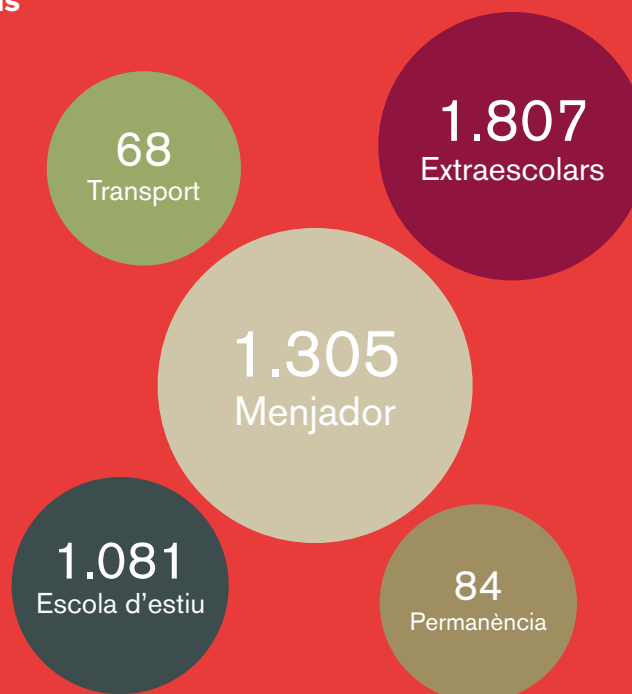 68
Transport
1.807
Extraescolars
1.305
Menjador
1.081
Escola d'estiu
84
Permanència